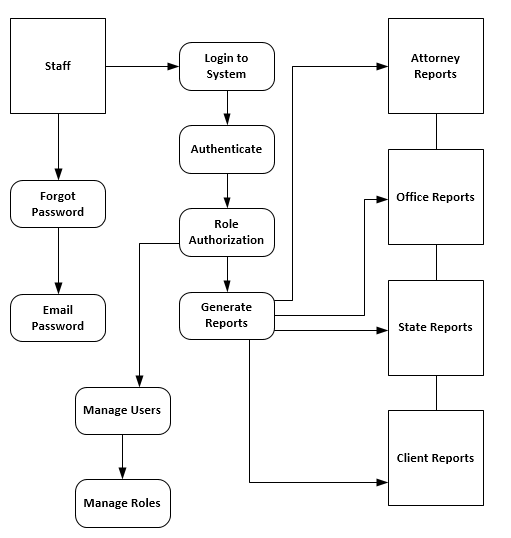 Staff
Login to
System
Attorney
Reports
Authenticate
Forgot
Password
Role
Authorization
Office Reports
Email
Password
Generate
Reports
State Reports
Manage Users
Client Reports
Manage Roles